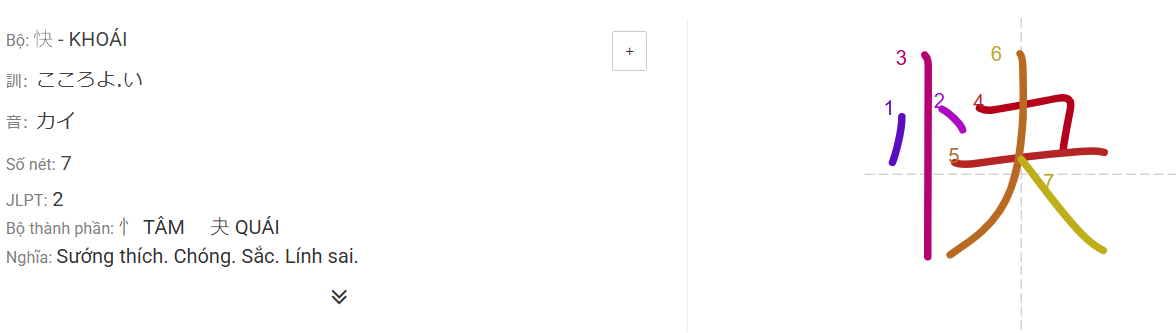 Bộ: 快 - KHOÁI
+
訓: こころよ.い
音: カイ
Số nét: 7
JLPT: 2
Bộ thành phần: 忄 TÂM 夬 QUÁI
Nghĩa: Sướng thích. Chóng. Sắc. Lính sai.
快
1
2
3
4
5
6
7